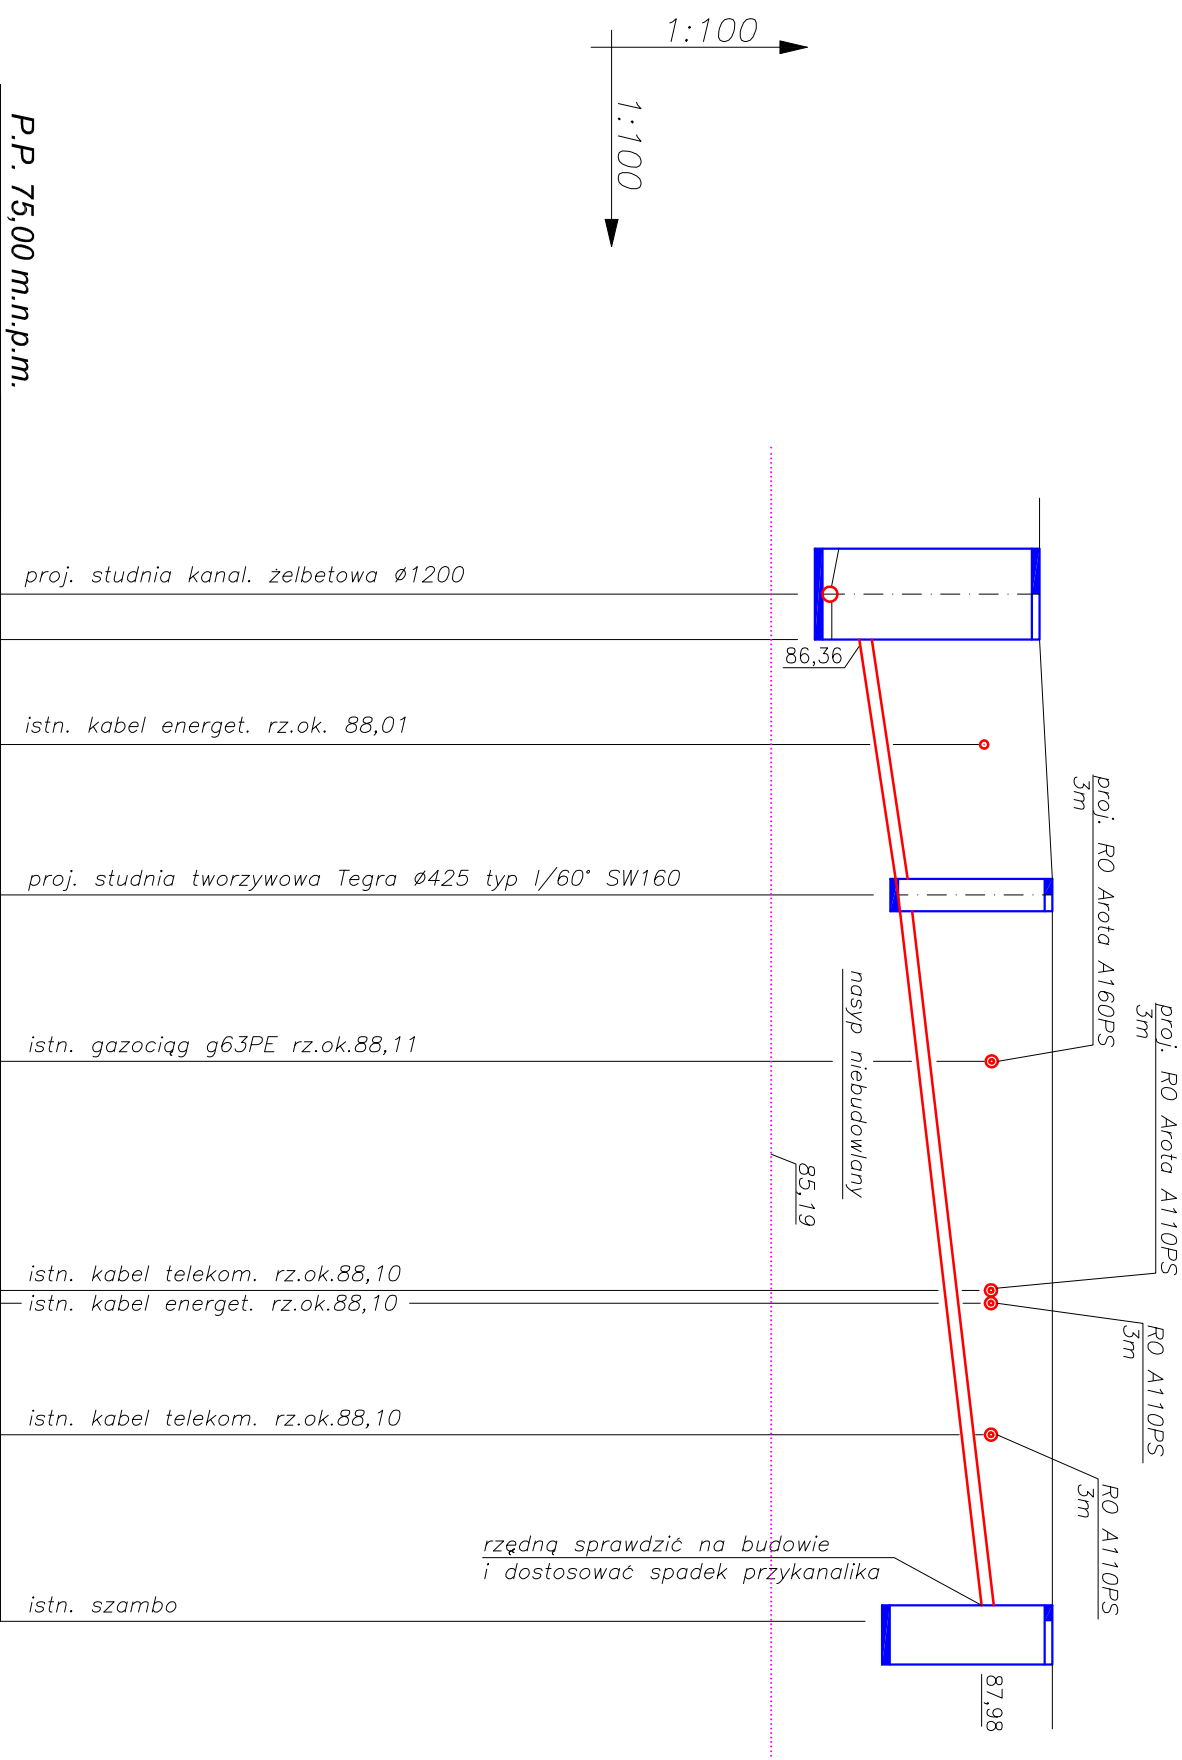 1:100
1:100
P.P. 75,00 m.n.p.m.
proj. studnia kanal. żelbetowa ø1200
86,36
istn. kabel energet. rz.ok. 88,01
proj. RO Arota A160PS
3m
proj. studnia tworzywowa Tegra ø425 typ I/60° SW160
nasyp niebudowlany
proj. RO Arota A110PS
3m
istn. gazociąg g63PE rz.ok.88,11
85,19
istn. kabel telekom. rz.ok.88,10
istn. kabel energet. rz.ok.88,10
RO A110PS
3m
istn. kabel telekom. rz.ok.88,10
RO A110PS
3m
rzędną sprawdzić na budowie
i dostosować spadek przykanalika
istn. szambo
87,98